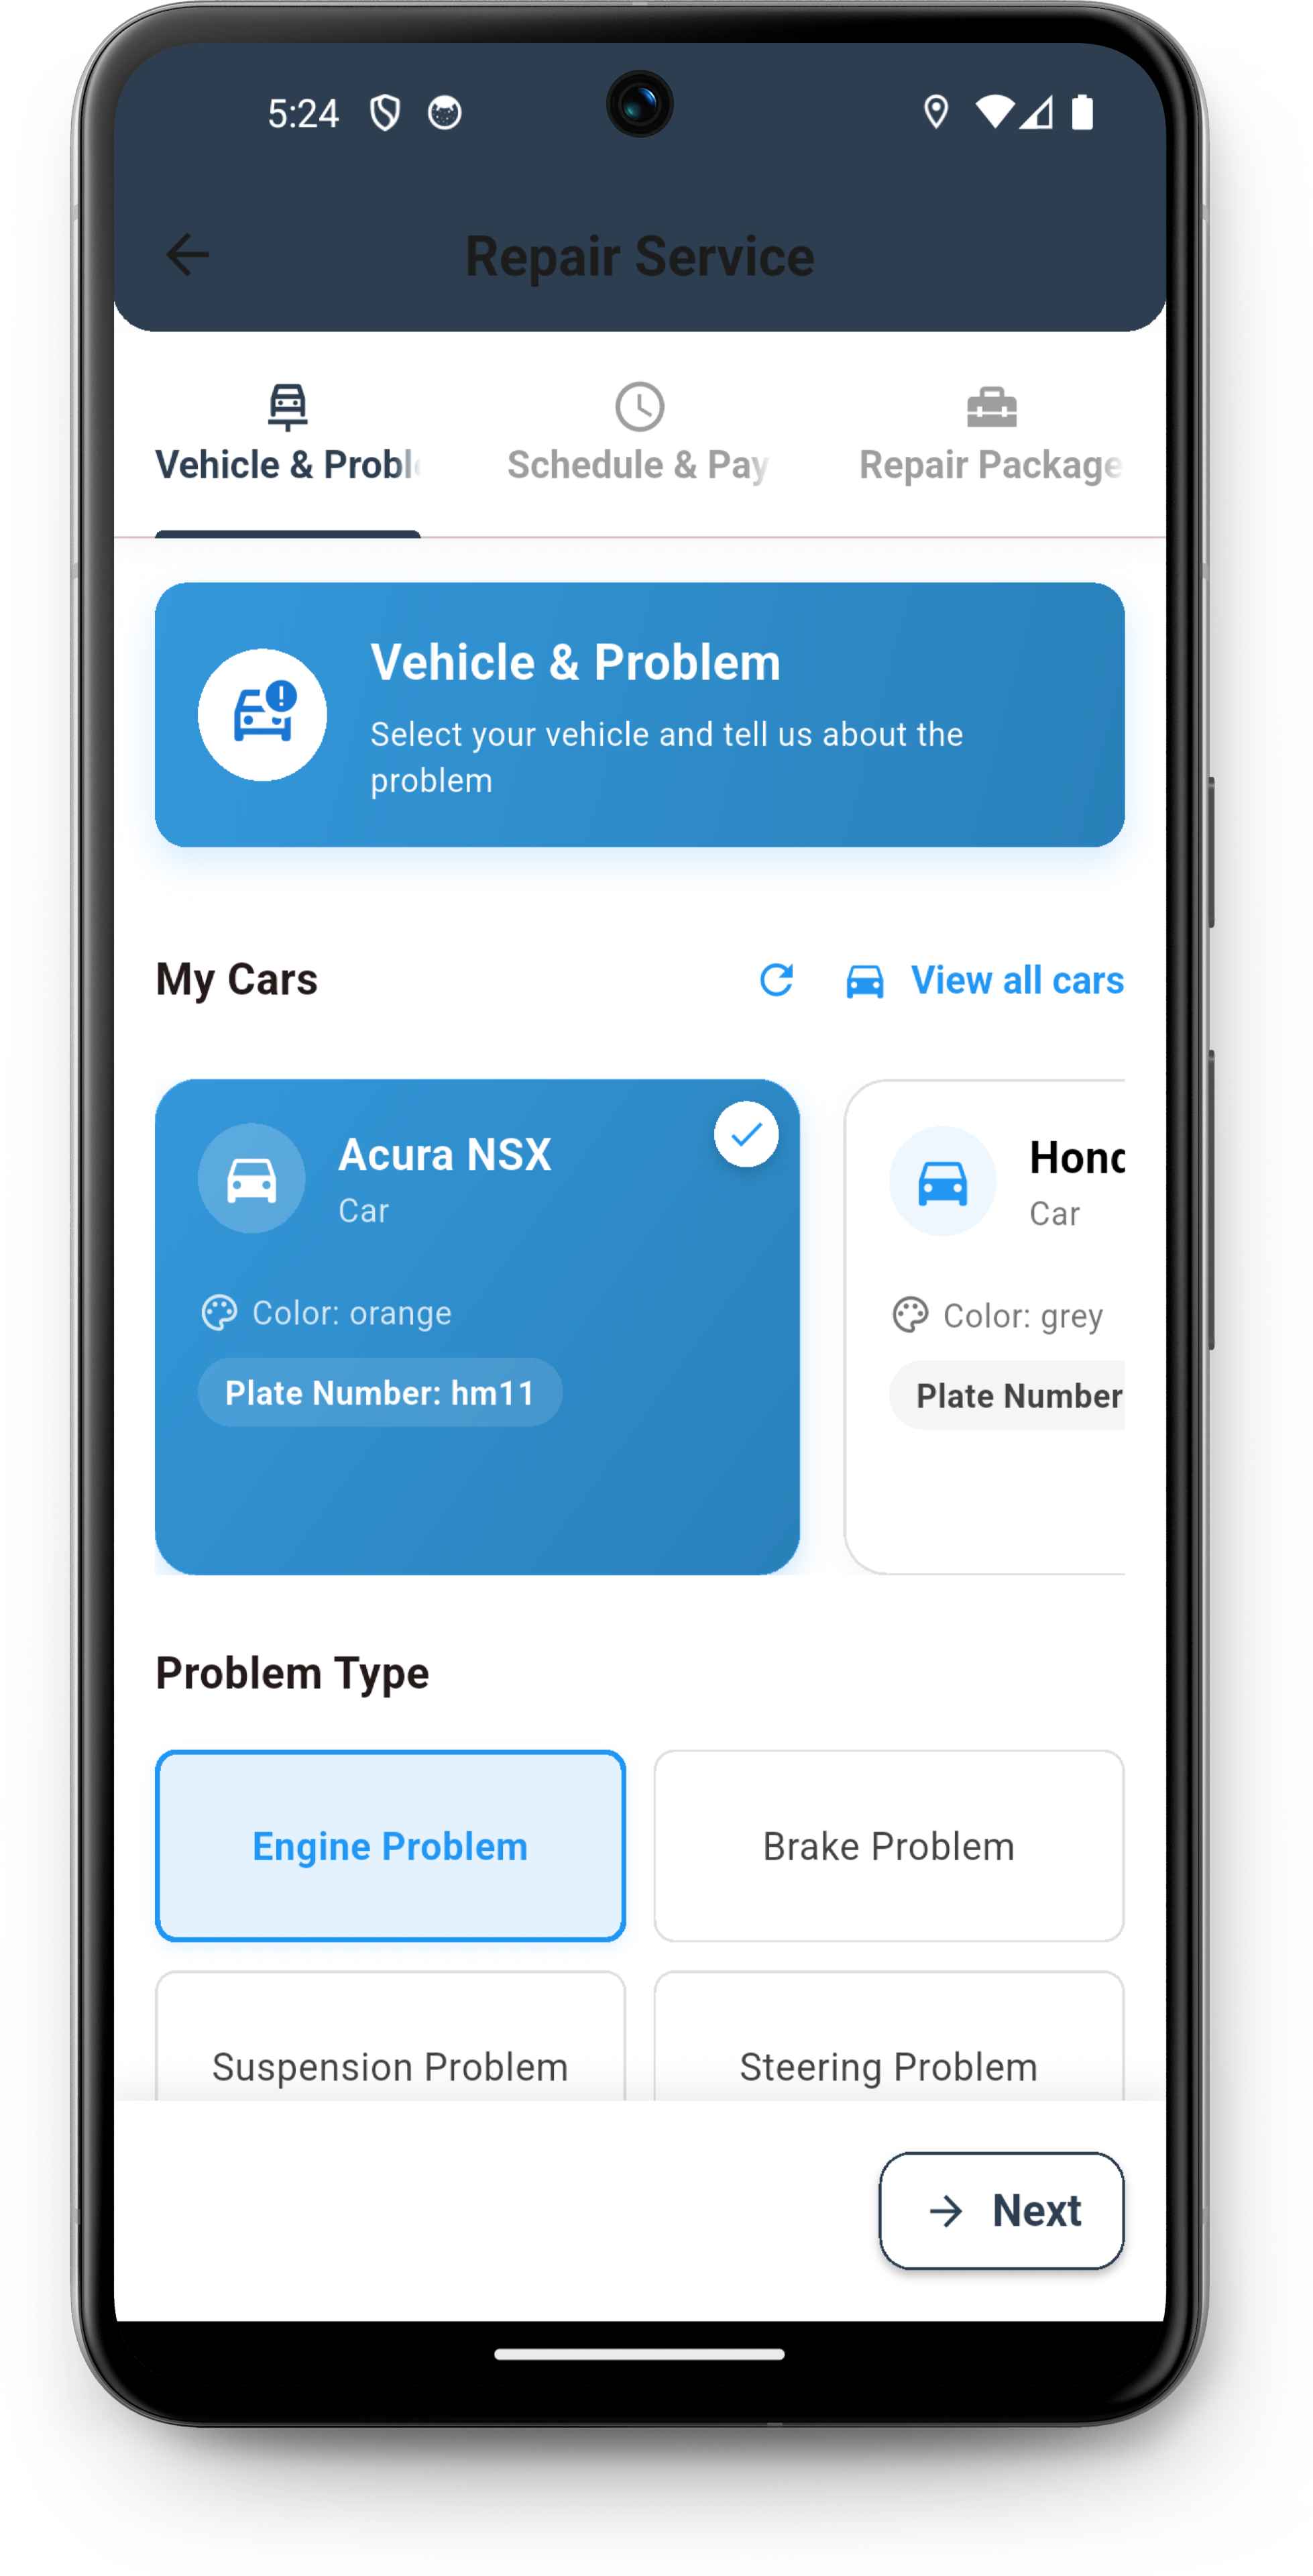 5:24
Repair Service
Vehicle & Probl
Schedule & Pay
Repair Package
Vehicle & Problem
Select your vehicle and tell us about the
problem
My Cars
View all cars
Acura NSX
Car
Color: orange
Plate Number: hm11
Hond
Car
Color: grey
Plate Number
Problem Type
Engine Problem
Brake Problem
Suspension Problem
Steering Problem
Next